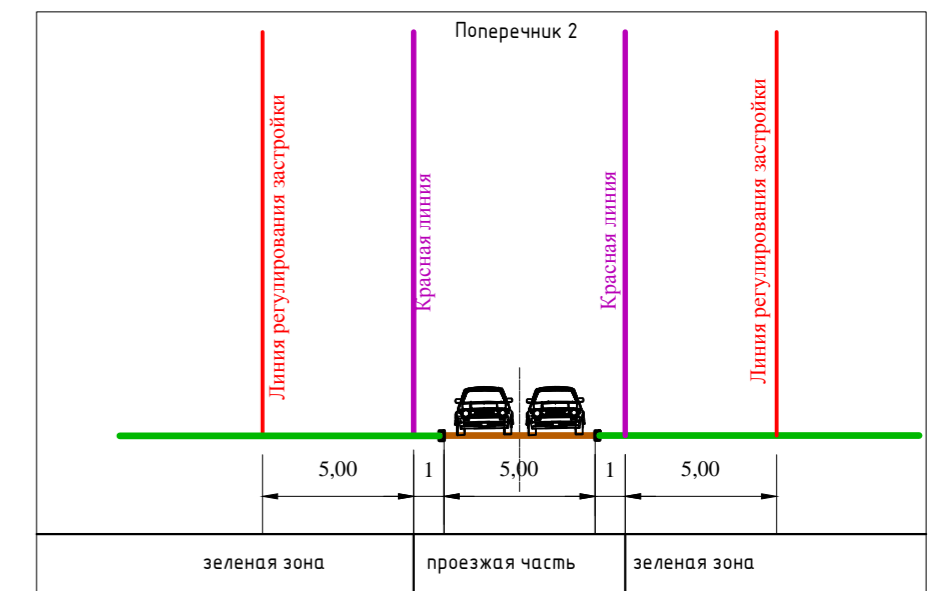 Поперечник 2
Линия регулирования застройки
Красная линия
Красная линия
Линия регулирования застройки
5,00
1
5,00
1
5,00
зеленая зона
проезжая часть
зеленая зона